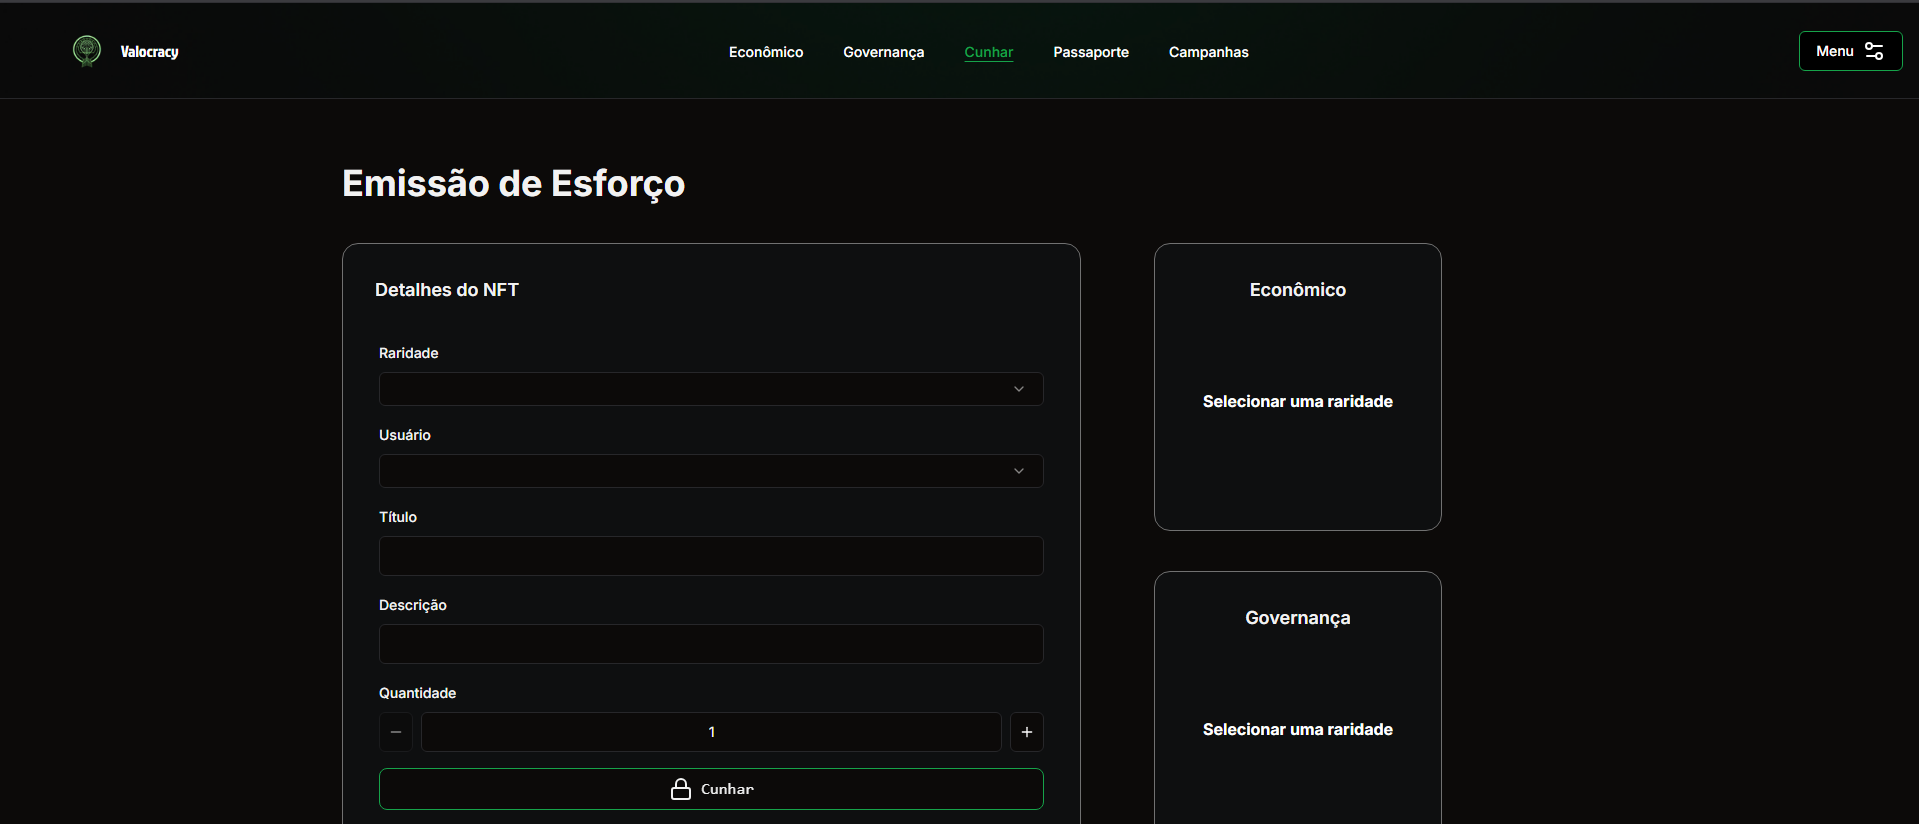 Valocracy
Econômico
Governança
Cunhar
Passaporte
Campanhas
Menu
Emissão de Esforço
Detalhes do NFT
Raridade
Usuário
Título
Descrição
Quantidade
1
Cunhar
Econômico
Selecionar uma raridade
Governança
Selecionar uma raridade